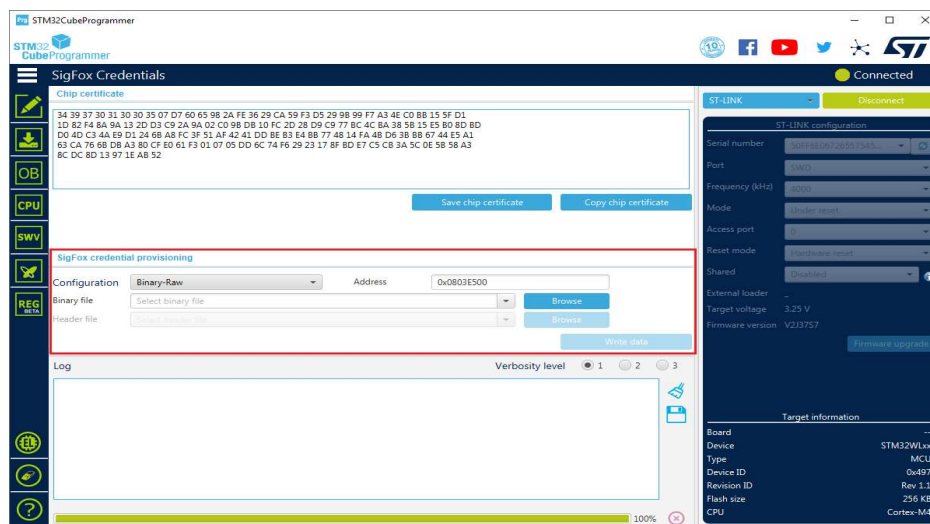 Prg STM32CubeProgrammer
STM32
CubeProgrammer
10
SigFox Credentials
Connected
Chip certificate
34 39 37 30 31 30 30 35 07 D7 60 65 98 2A FE 36 29 CA 59 F3 D5 29 9B 99 F7 A3 4E C0 BB 15 5F D1
1D 82 F4 8A 9A 13 2D D3 C9 2A 9A 02 C0 9B DB 10 FC 2D 28 D9 C9 77 BC 4C BA 38 5B 15 E5 B0 8D BD
D0 4D C3 4A E9 D1 24 6B A8 FC 3F 51 AF 42 41 DD BE B3 E4 BB 77 48 14 FA 4B D6 3B B8 67 44 E5 A1
63 CA 76 6B DB A3 80 CF E0 61 F3 01 07 05 DD 6C 74 F6 29 23 17 8F BD E7 C5 CB 3A 5C 0E 5B 58 A3
8C DC 8D 13 97 1E AB 52
Save chip certificate
Copy chip certificate
SigFox credential provisioning
Configuration
Binary-Raw
Address
0x0803E500
Binary file
Select binary file
Browse
Header file
Browse
Write data
Log
Verbosity level
1
2
3
100%
OB
CPU
SWV
REG
BETA
ST-LINK
Disconnect
ST-LINK configuration
Serial number
Port
SWD
Frequency (kHz)
4000
Mode
Under reset
Access port
0
Reset mode
Hardware reset
Shared
Disabled
External loader
_
Target voltage
3.25 V
Firmware version
V2J37S7
Firmware upgrade
Target information
Board
--
Device
STM32WLxx
Type
MCU
Device ID
0x497
Revision ID
Rev 1.1
Flash size
256 KB
CPU
Cortex-M4